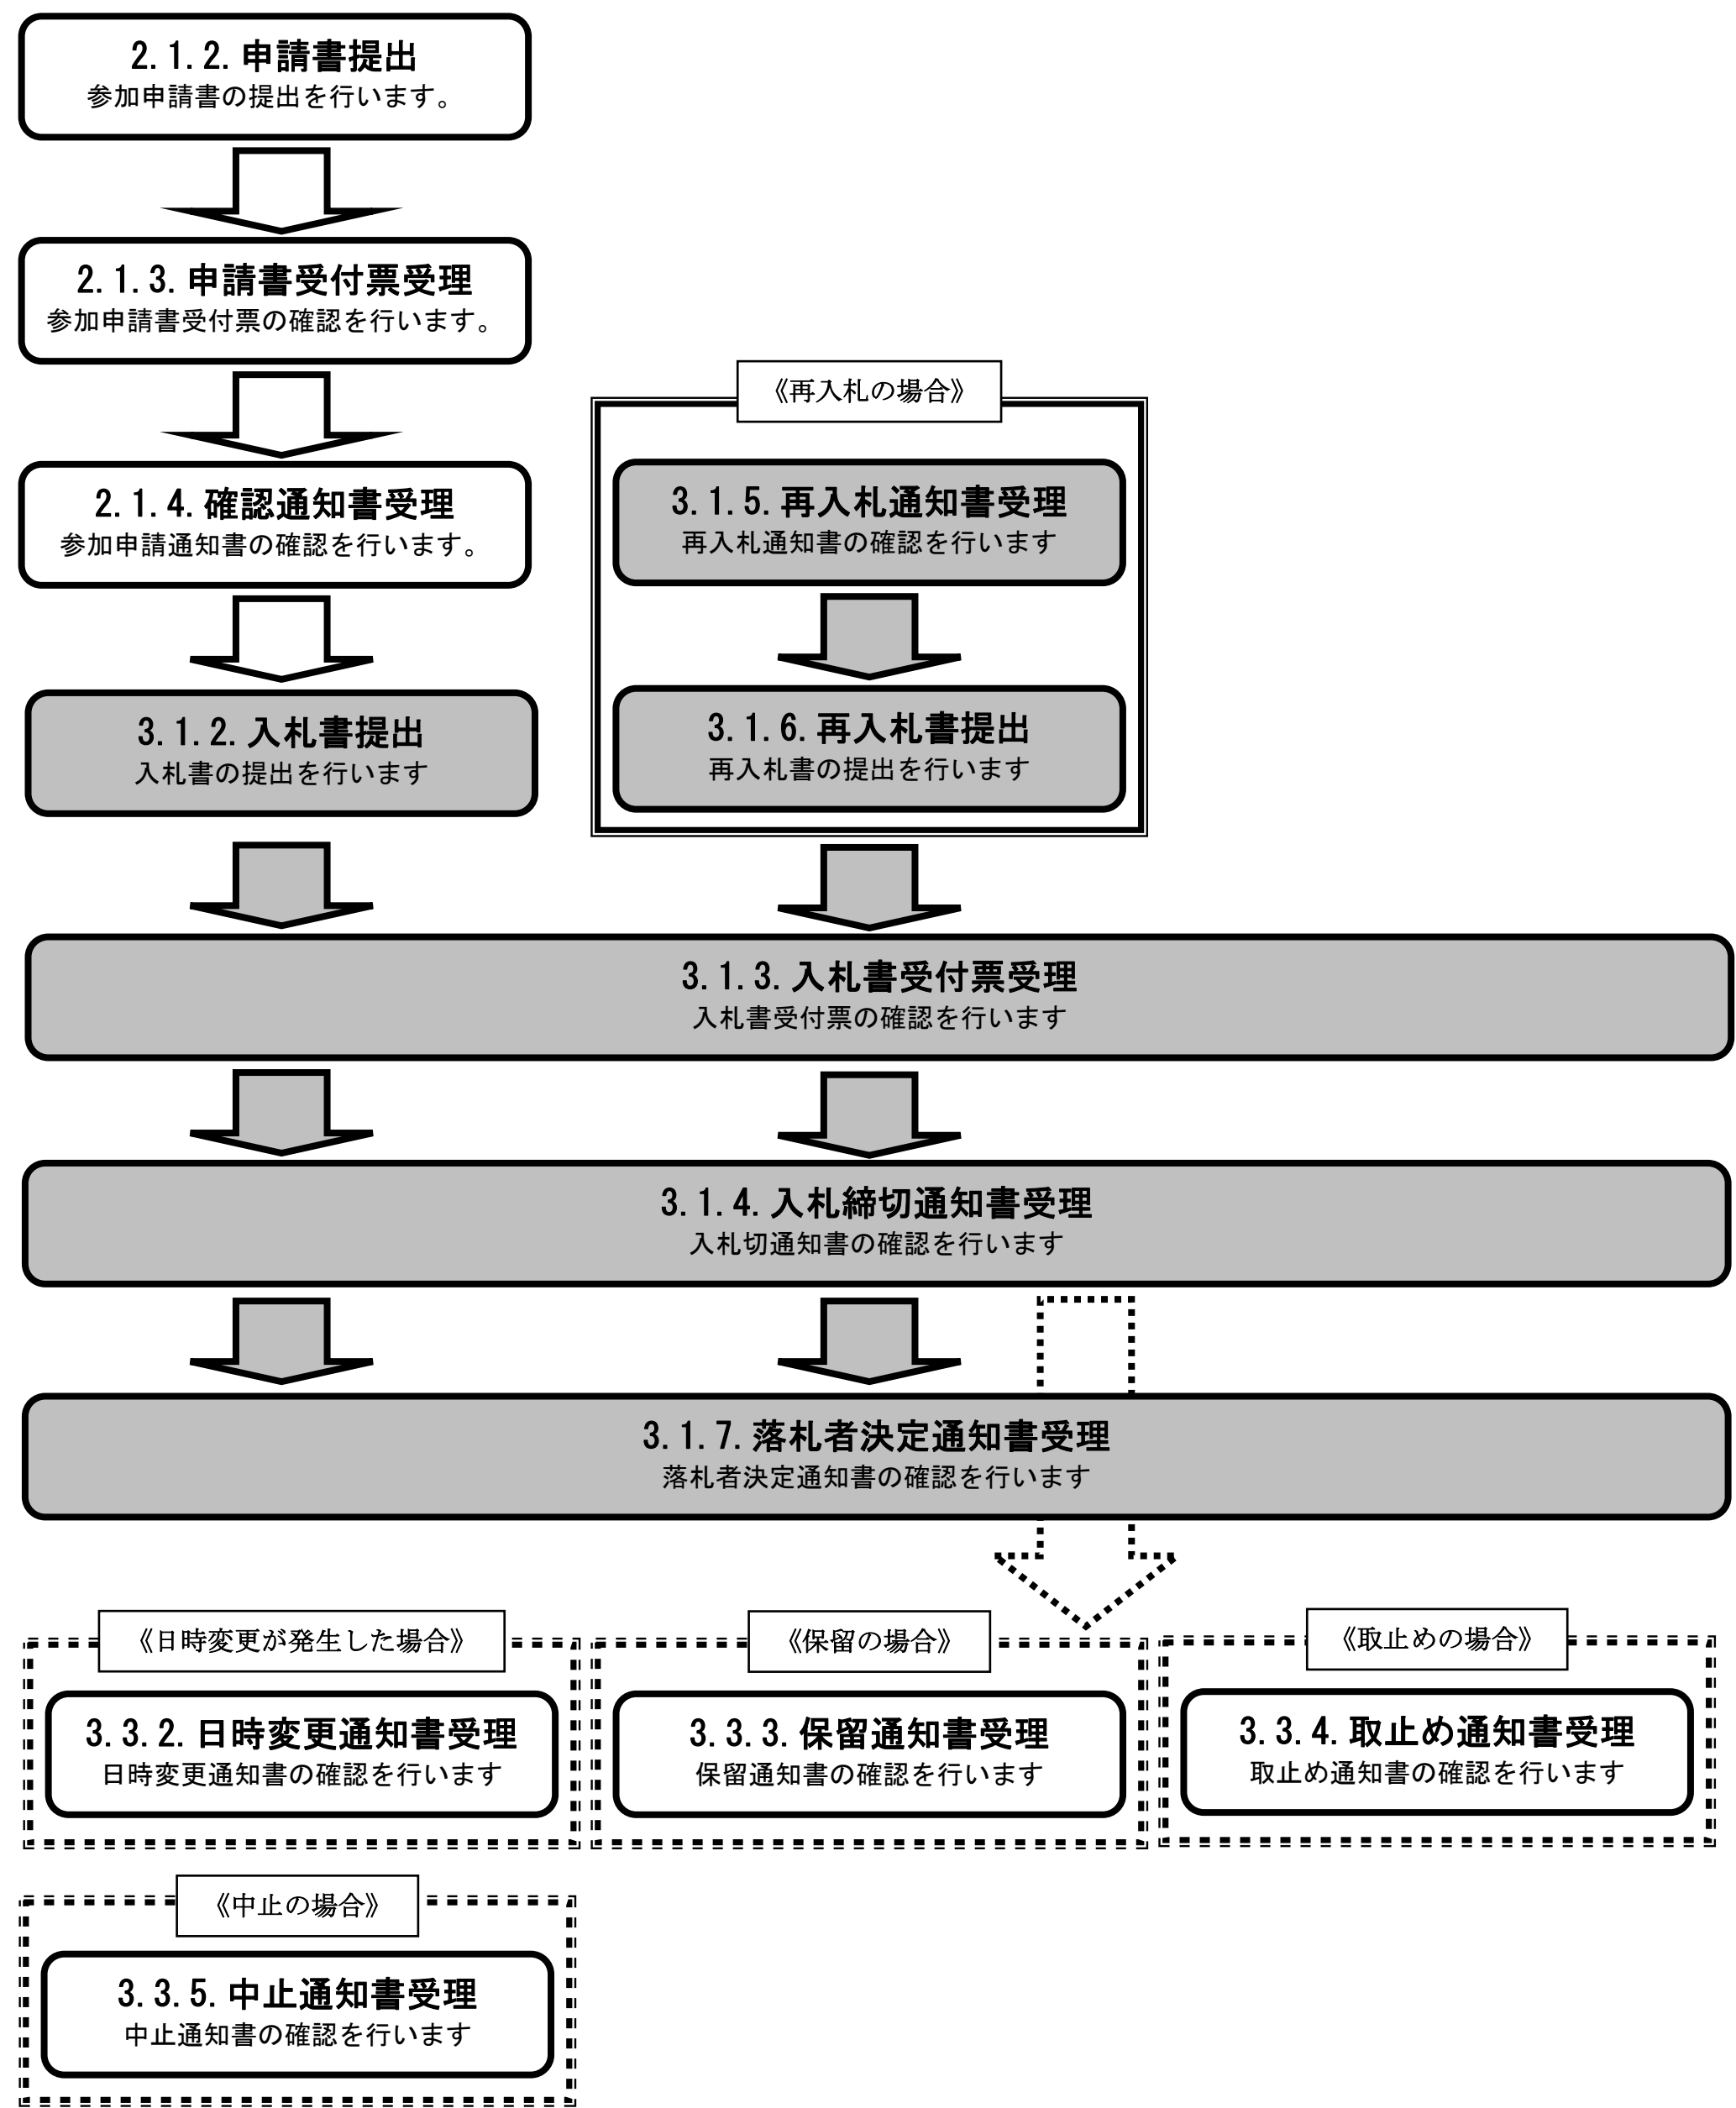 2.1.2.申請書提出
参加申請書の提出を行います。
2.1.3.申請書受付票受理
参加申請書受付票の確認を行います。
2.1.4.確認通知書受理
参加申請通知書の確認を行います。
3.1.2.入札書提出
入札書の提出を行います
《再入札の場合》
3.1.5.再入札通知書受理
再入札通知書の確認を行います
3.1.6.再入札書提出
再入札書の提出を行います
3.1.3.入札書受付票受理
入札書受付票の確認を行います
3.1.4.入札締切通知書受理
入札切通知書の確認を行います
3.1.7.落札者決定通知書受理
落札者決定通知書の確認を行います
《日時変更が発生した場合》
3.3.2.日時変更通知書受理
日時変更通知書の確認を行います
《保留の場合》
3.3.3.保留通知書受理
保留通知書の確認を行います
《取止めの場合》
3.3.4.取止め通知書受理
取止め通知書の確認を行います
《中止の場合》
3.3.5.中止通知書受理
中止通知書の確認を行います